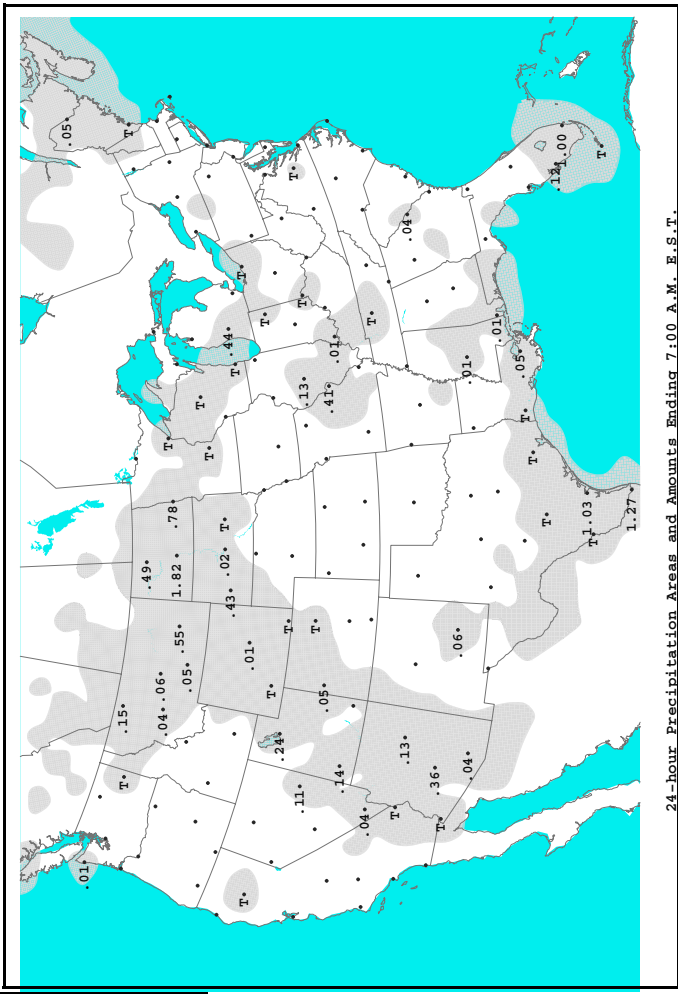 .05
.01
.15
T
T
.49
.06
.04
T
.78
1.82
.55
.05
T
T
T
.02
.44
.43
T
T
T
.01
T
T
.24
T
T
.11
T
.13
T
.05
.41
.01
.14
.04
T
T
.13
.04
.36
T
.06
.01
.04
.01
.05
T
T
T
.12
1.00
1.03
T
T
1.27
24-hour Precipitation Areas and Amounts Ending 7:00 A.M. E.S.T.